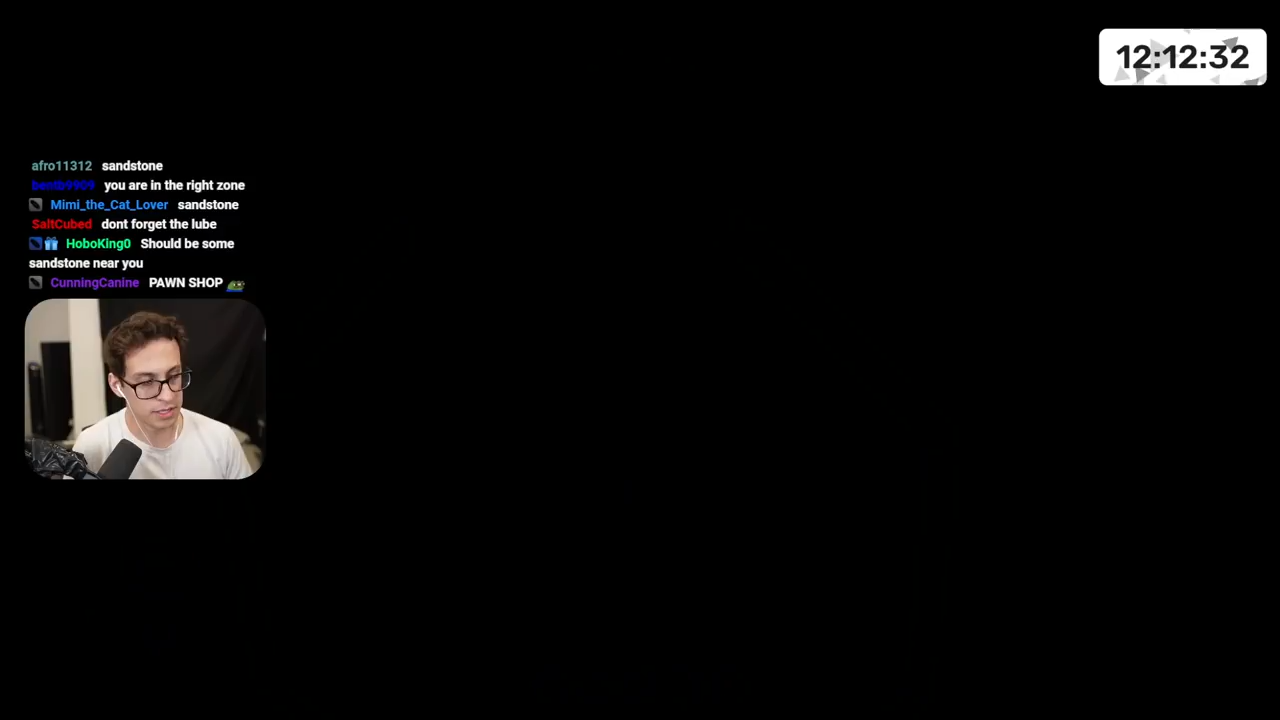 12:12:32
afro11312 sandstone
bentb9909 you are in the right zone
Mimi_the_Cat_Lover sandstone
SaltCubed dont forget the lube
HoboKing0 Should be some
sandstone near you
CunningCanine PAWN SHOP